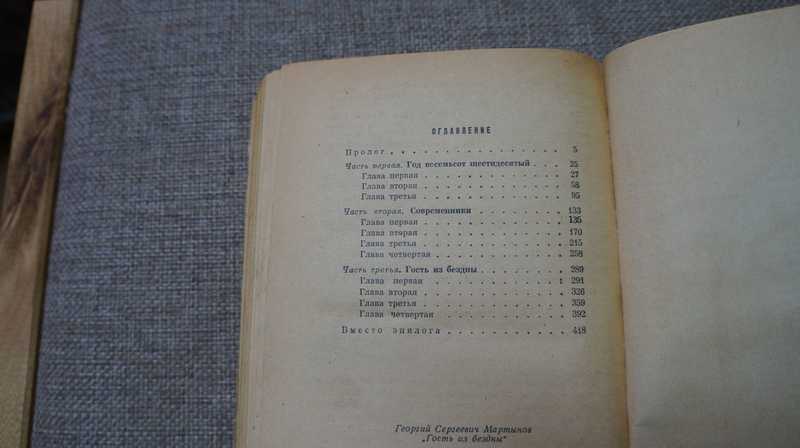 ОГЛАВЛЕНИЕ
Пролог . . . . . . . . . . . . . . 5
Часть первая. Год восемьсот шестидесятый . . . 25
Глава первая . . . . . . . . . . . . 27
Глава вторая . . . . . . . . . . . . 58
Глава третья . . . . . . . . . . . . 95
Часть вторая. Современники . . . . . . . . 133
Глава первая . . . . . . . . . . . . 135
Глава вторая . . . . . . . . . . . . 170
Глава третья . . . . . . . . . . . . 215
Глава четвертая . . . . . . . . . . . 258
Часть третья. Гость из бездны . . . . . . . 289
Глава первая . . . . . . . . . . . . 291
Глава вторая . . . . . . . . . . . . 326
Глава третья . . . . . . . . . . . . 359
Глава четвертая . . . . . . . . . . . 392
Вместо эпилога . . . . . . . . . . 418
Георгий Сергеевич Мартынов
„Гость из бездны“